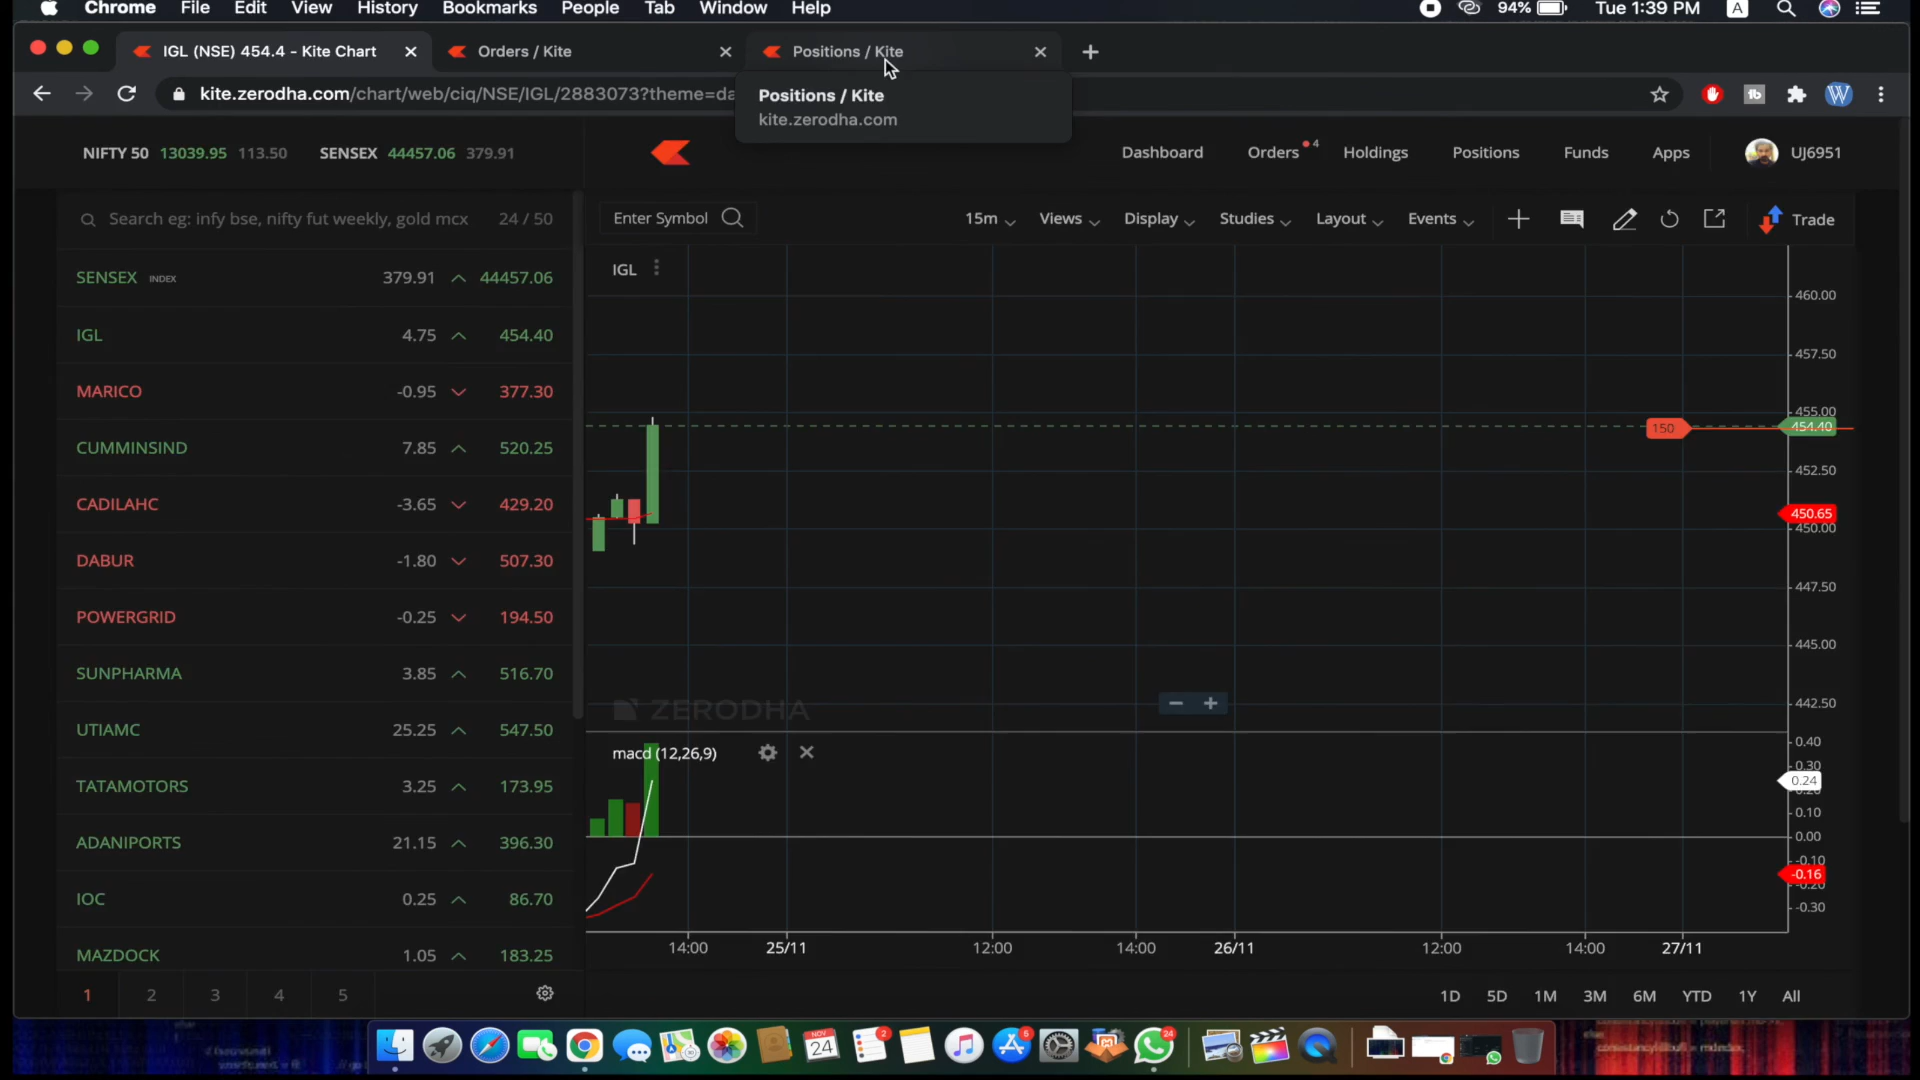 Chrome File Edit View History Bookmarks People Tab Window Help 94% Tue 1:39 PM A
IGL (NSE) 454.4 - Kite Chart Orders / Kite Positions / Kite
kite.zerodha.com/chart/web/ciq/NSE/IGL/2883073?theme=da
Positions / Kite
kite.zerodha.com
NIFTY 50 13039.95 113.50 SENSEX 44457.06 379.91
Dashboard Orders 4 Holdings Positions Funds Apps UJ6951
Search eg: infy bse, nifty fut weekly, gold mcx 24 / 50
Enter Symbol 15m Views Display Studies Layout Events Trade
SENSEX INDEX 379.91 44457.06
IGL 4.75 454.40
MARICO -0.95 377.30
CUMMINSIND 7.85 520.25
CADILAHC -3.65 429.20
DABUR -1.80 507.30
POWERGRID -0.25 194.50
SUNPHARMA 3.85 516.70
UTIAMC 25.25 547.50
TATAMOTORS 3.25 173.95
ADANIPORTS 21.15 396.30
IOC 0.25 86.70
MAZDOCK 1.05 183.25
1 2 3 4 5
IGL
460.00
457.50
455.00
150 454.40
452.50
450.65
450.00
447.50
445.00
442.50
ZERODHA
macd (12,26,9)
0.40
0.30
0.24
0.20
0.10
0.00
-0.10
-0.16
-0.20
-0.30
14:00 25/11 12:00 14:00 26/11 12:00 14:00 27/11
1D 5D 1M 3M 6M YTD 1Y All
NOV
24
2
6
24